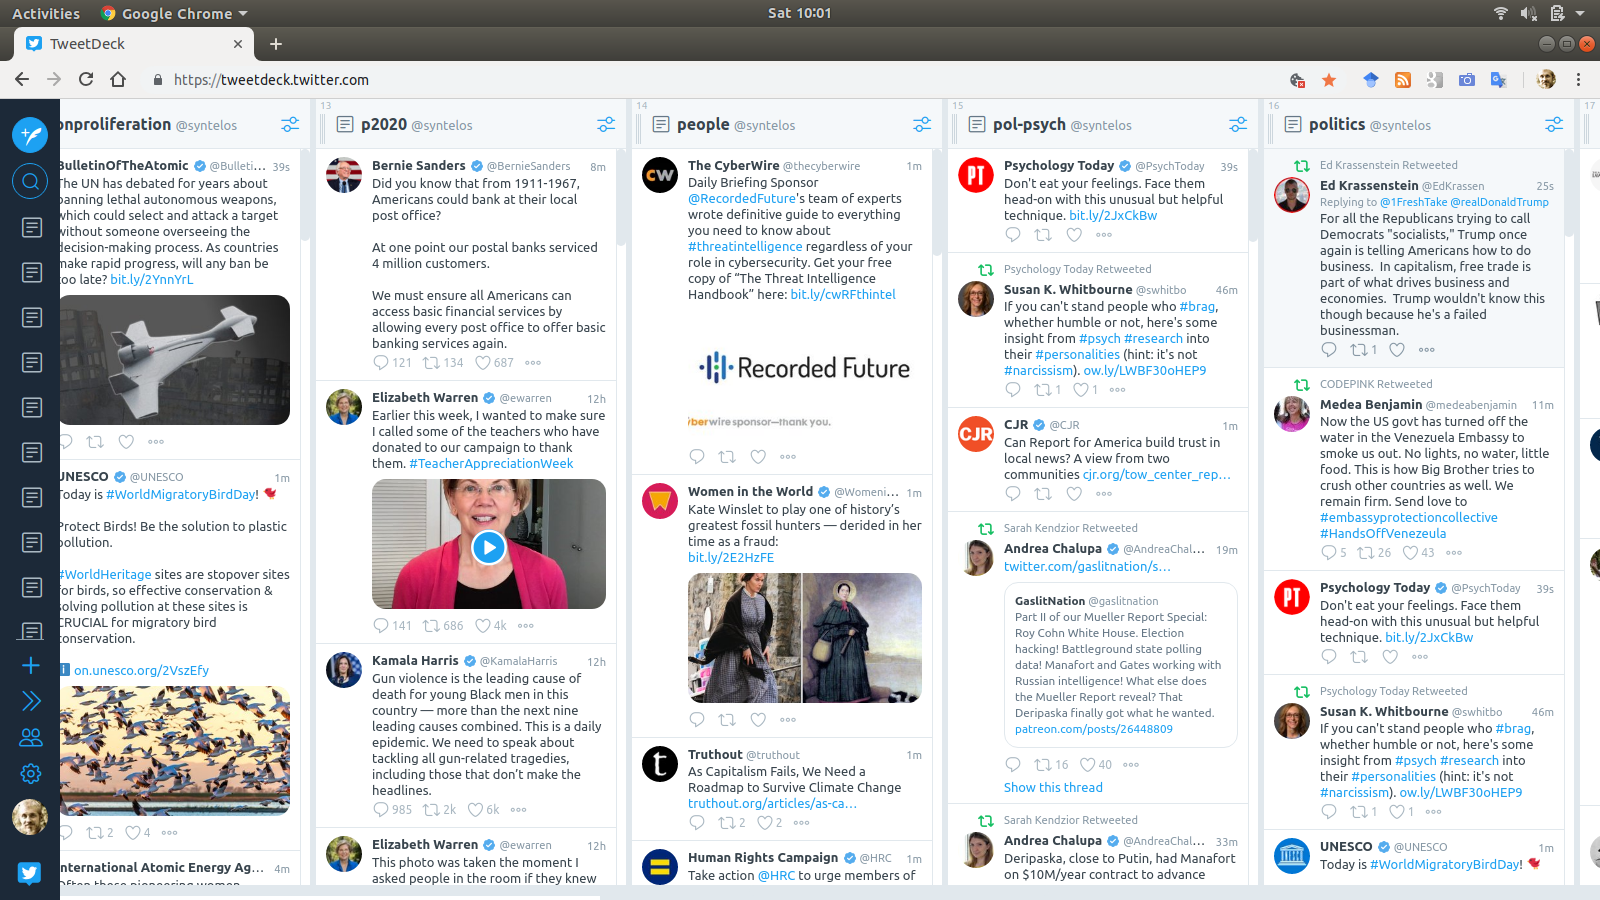 Activities
Google Chrome
Sat 10:01
TweetDeck
https://tweetdeck.twitter.com
onproliferation @syntelos
BulletinOfTheAtomic @Bulleti... 39s
The UN has debated for years about
banning lethal autonomous weapons,
which could select and attack a target
without someone overseeing the
decision-making process. As countries
make rapid progress, will any ban be
too late? bit.ly/2YnnYrL
UNESCO @UNESCO 1m
Today is #WorldMigratoryBirdDay!
Protect Birds! Be the solution to plastic
pollution.
#WorldHeritage sites are stopover sites
for birds, so effective conservation &
solving pollution at these sites is
CRUCIAL for migratory bird
conservation.
on.unesco.org/2VszEfy
2 4
International Atomic Energy Ag... 4m
Often these pioneering women
13
p2020 @syntelos
Bernie Sanders @BernieSanders 8m
Did you know that from 1911-1967,
Americans could bank at their local
post office?
At one point our postal banks serviced
4 million customers.
We must ensure all Americans can
access basic financial services by
allowing every post office to offer basic
banking services again.
121 134 687
Elizabeth Warren @ewarren 12h
Earlier this week, I wanted to make sure
I called some of the teachers who have
donated to our campaign to thank
them. #TeacherAppreciationWeek
141 686 4k
Kamala Harris @KamalaHarris 12h
Gun violence is the leading cause of
death for young Black men in this
country — more than the next nine
leading causes combined. This is a daily
epidemic. We need to speak about
tackling all gun-related tragedies,
including those that don't make the
headlines.
985 2k 6k
Elizabeth Warren @ewarren 12h
This photo was taken the moment I
asked people in the room if they knew
14
people @syntelos
The CyberWire @thecyberwire 1m
CW
Daily Briefing Sponsor
@RecordedFuture's team of experts
wrote definitive guide to everything
you need to know about
#threatintelligence regardless of your
role in cybersecurity. Get your free
copy of “The Threat Intelligence
Handbook” here: bit.ly/cwRFthintel
Recorded Future
yberwire sponsor—thank you.
Women in the World @Womeni... 1m
Kate Winslet to play one of history’s
greatest fossil hunters — derided in her
time as a fraud:
bit.ly/2E2HzFE
Truthout @truthout 1m
t
As Capitalism Fails, We Need a
Roadmap to Survive Climate Change
truthout.org/articles/as-ca…
2 2
Human Rights Campaign @HRC 1m
Take action @HRC to urge members of
15
pol-psych @syntelos
Psychology Today @PsychToday 39s
PT
Don't eat your feelings. Face them
head-on with this unusual but helpful
technique. bit.ly/2JxCkBw
Psychology Today Retweeted
Susan K. Whitbourne @swhitbo 46m
If you can't stand people who #brag,
whether humble or not, here's some
insight from #psych #research into
their #personalities (hint: it's not
#narcissism). ow.ly/LWBF30oHEP9
1 1
CJR @CJR 1m
CJR
Can Report for America build trust in
local news? A view from two
communities cjr.org/tow_center_rep…
Sarah Kendzior Retweeted
Andrea Chalupa @AndreaChal... 19m
twitter.com/gaslitnation/s…
GaslitNation @gaslitnation
Part II of our Mueller Report Special:
Roy Cohn White House. Election
hacking! Battleground state polling
data! Manafort and Gates working with
Russian intelligence! What else does
the Mueller Report reveal? That
Deripaska finally got what he wanted.
patreon.com/posts/26448809
16 40
Show this thread
Sarah Kendzior Retweeted
Andrea Chalupa @AndreaChal... 33m
Deripaska, close to Putin, had Manafort
on $10M/year contract to advance
16
politics @syntelos
Ed Krassenstein Retweeted
Ed Krassenstein @EdKrassen 25s
Replying to @1FreshTake @realDonaldTrump
For all the Republicans trying to call
Democrats "socialists," Trump once
again is telling Americans how to do
business. In capitalism, free trade is
part of what drives business and
economies. Trump wouldn't know this
though because he's a failed
businessman.
1
CODEPINK Retweeted
Medea Benjamin @medeabenjamin 11m
Now the US govt has turned off the
water in the Venezuela Embassy to
smoke us out. No lights, no water, little
food. This is how Big Brother tries to
crush other countries as well. We
remain firm. Send love to
#embassyprotectioncollective
#HandsOffVenezeula
5 26 43
Psychology Today @PsychToday 39s
PT
Don't eat your feelings. Face them
head-on with this unusual but helpful
technique. bit.ly/2JxCkBw
Psychology Today Retweeted
Susan K. Whitbourne @swhitbo 46m
If you can't stand people who #brag,
whether humble or not, here's some
insight from #psych #research into
their #personalities (hint: it's not
#narcissism). ow.ly/LWBF30oHEP9
1 1
UNESCO @UNESCO 1m
Today is #WorldMigratoryBirdDay!
17